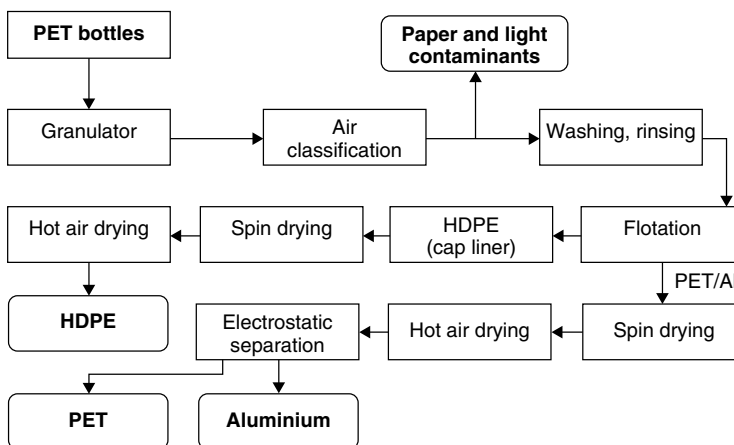 PET bottles
Paper and light
contaminants
Granulator
Air
classification
Washing, rinsing
Hot air drying
Spin drying
HDPE
(cap liner)
Flotation
PET/Al
HDPE
Electrostatic
separation
Hot air drying
Spin drying
PET
Aluminium